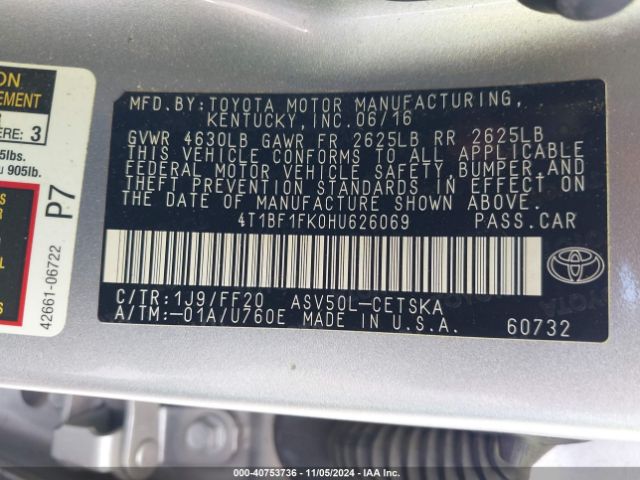 ON
EMENT
ERE: 3
5lbs.
905lb.
P7
42661-06722
MFD.BY:TOYOTA MOTOR MANUFACTURING,
KENTUCKY, INC.06/16
GVWR 4630LB GAWR FR 2625LB RR 2625LB
THIS VEHICLE CONFORMS TO ALL APPLICABLE
FEDERAL MOTOR VEHICLE SAFETY,BUMPER,AND
THEFT PREVENTION STANDARDS IN EFFECT ON
THE DATE OF MANUFACTURE SHOWN ABOVE.
4T1BF1FK0HU626069 PASS.CAR
C/TR:1J9/FF20 ASV50L-CETSKA
A/TM:-01A/U760E MADE IN U.S.A.
TOYOTA
60732
000-40753736 - 11/05/2024 - IAA Inc.